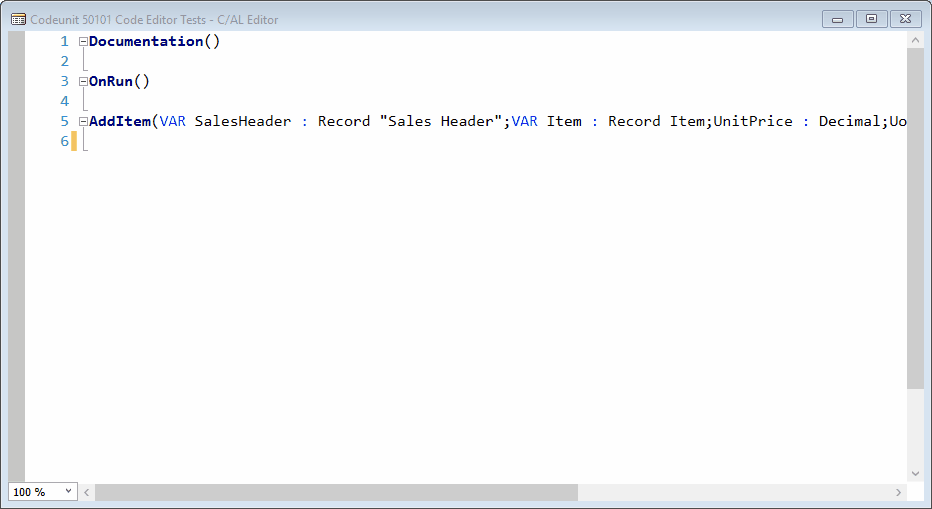 Codeunit 50101 Code Editor Tests - C/AL Editor
1 Documentation()
2
3 OnRun()
4
5 AddItem(VAR SalesHeader : Record "Sales Header";VAR Item : Record Item;UnitPrice : Decimal;Uo
6
100 %